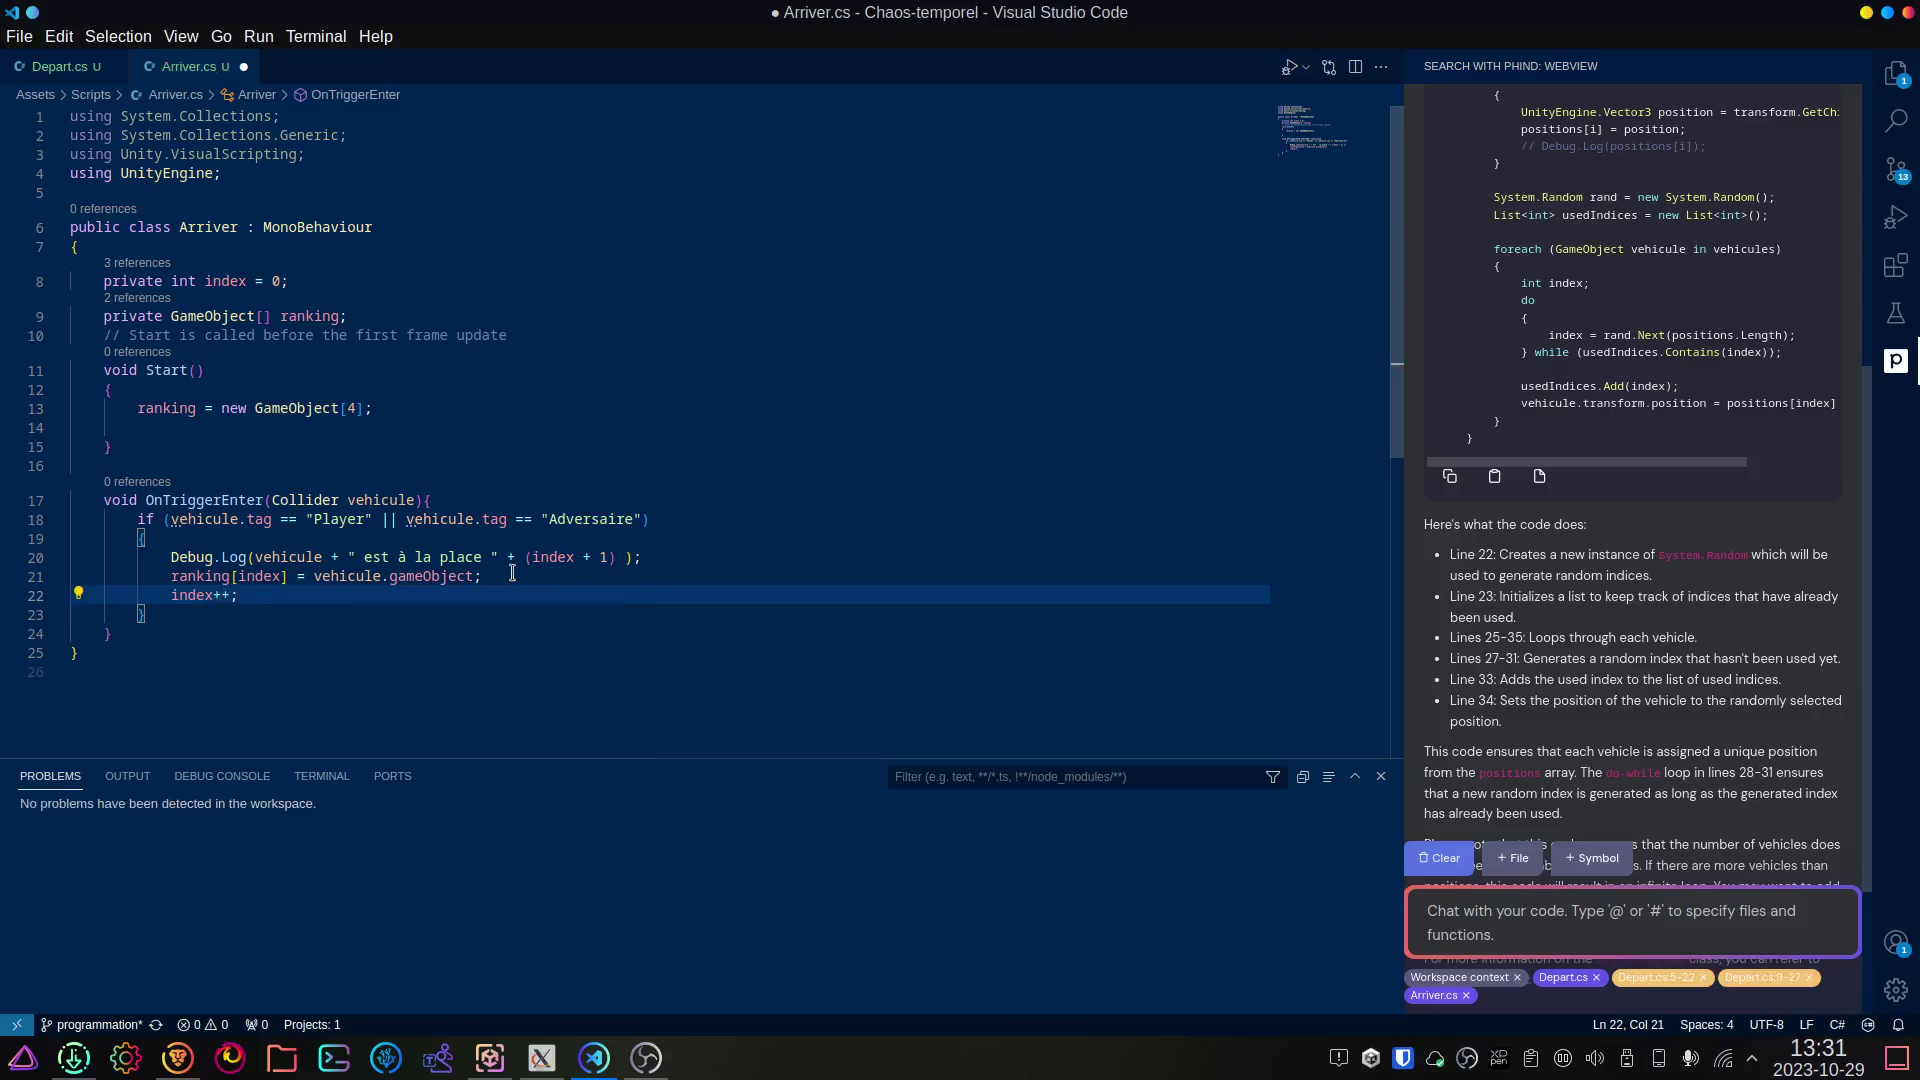 ● Arriver.cs - Chaos-temporel - Visual Studio Code
File Edit Selection View Go Run Terminal Help
Depart.cs U
Arriver.cs U ●
Assets > Scripts > Arriver.cs > Arriver > OnTriggerEnter
1 using System.Collections;
2 using System.Collections.Generic;
3 using Unity.VisualScripting;
4 using UnityEngine;
5
0 references
6 public class Arriver : MonoBehaviour
7 {
3 references
8 private int index = 0;
2 references
9 private GameObject[] ranking;
10 // Start is called before the first frame update
0 references
11 void Start()
12 {
13 ranking = new GameObject[4];
14
15 }
16
0 references
17 void OnTriggerEnter(Collider vehicule){
18 if (vehicule.tag == "Player" || vehicule.tag == "Adversaire")
19 {
20 Debug.Log(vehicule + " est à la place " + (index + 1) );
21 ranking[index] = vehicule.gameObject;
22 index++;
23 }
24 }
25 }
26
PROBLEMS OUTPUT DEBUG CONSOLE TERMINAL PORTS
Filter (e.g. text, **/*.ts, !**/node_modules/**)
No problems have been detected in the workspace.
SEARCH WITH PHIND: WEBVIEW
{
UnityEngine.Vector3 position = transform.GetChi
positions[i] = position;
// Debug.Log(positions[i]);
}
System.Random rand = new System.Random();
List<int> usedIndices = new List<int>();
foreach (GameObject vehicule in vehicules)
{
int index;
do
{
index = rand.Next(positions.Length);
} while (usedIndices.Contains(index));
usedIndices.Add(index);
vehicule.transform.position = positions[index]
}
}
Here's what the code does:
• Line 22: Creates a new instance of System.Random which will be
used to generate random indices.
• Line 23: Initializes a list to keep track of indices that have already
been used.
• Lines 25-35: Loops through each vehicle.
• Lines 27-31: Generates a random index that hasn't been used yet.
• Line 33: Adds the used index to the list of used indices.
• Line 34: Sets the position of the vehicle to the randomly selected
position.
This code ensures that each vehicle is assigned a unique position
from the positions array. The do-while loop in lines 28-31 ensures
that a new random index is generated as long as the generated index
has already been used.
that the number of vehicles does
If there are more vehicles than
Clear + File + Symbol
Chat with your code. Type '@' or '#' to specify files and
functions.
Workspace context × Depart.cs × Depart.cs:5-22 × Depart.cs:9-27 ×
Arriver.cs ×
1
13
p
1
programmation* 0 0 0 Projects: 1
Ln 22, Col 21 Spaces: 4 UTF-8 LF C#
13:31
2023-10-29